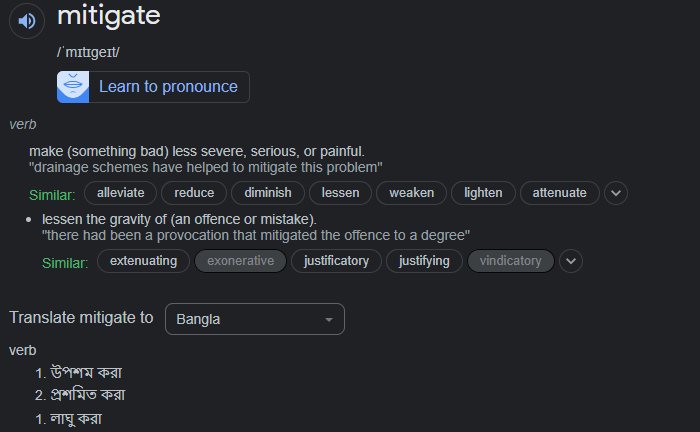 mitigate
/ˈmɪtɪɡeɪt/
Learn to pronounce
verb
make (something bad) less severe, serious, or painful.
"drainage schemes have helped to mitigate this problem"
Similar: alleviate reduce diminish lessen weaken lighten attenuate
• lessen the gravity of (an offence or mistake).
"there had been a provocation that mitigated the offence to a degree"
Similar: extenuating exonerative justificatory justifying vindicatory
Translate mitigate to Bangla
verb
1. উপশম করা
2. প্রশমিত করা
1. লাঘু করা